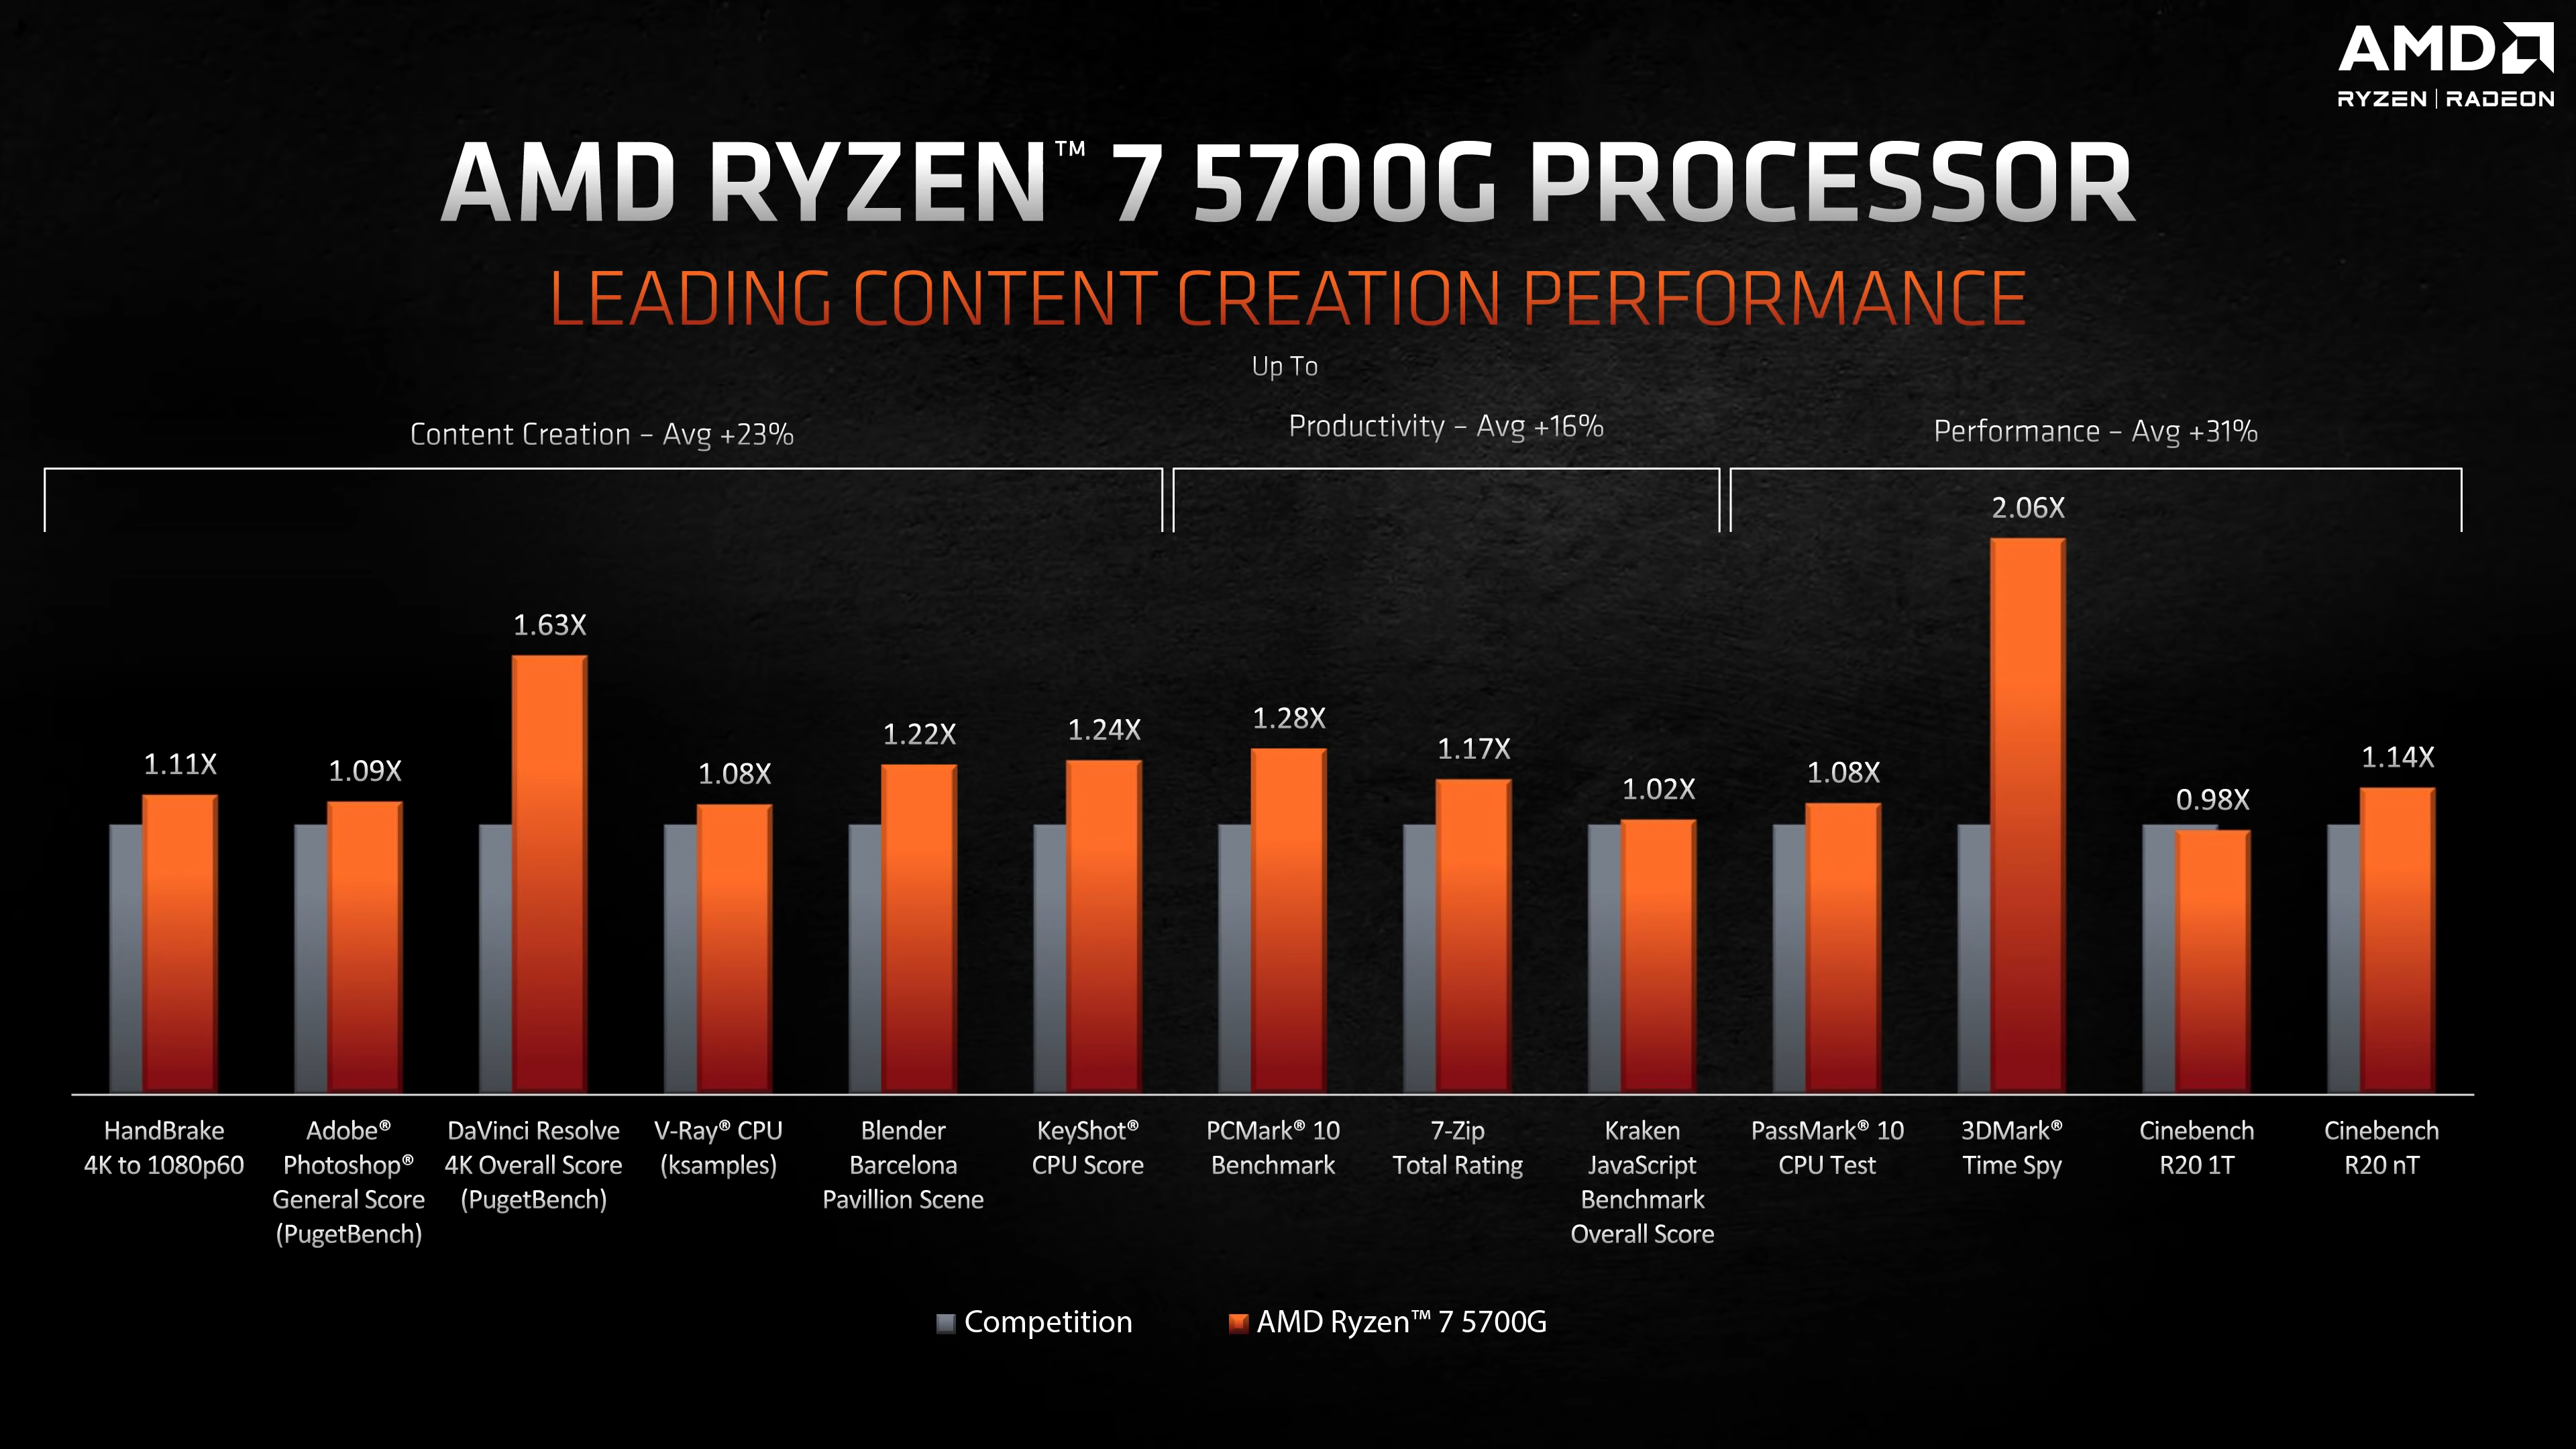 AMD
RYZEN | RADEON
AMD RYZEN™ 7 5700G PROCESSOR
LEADING CONTENT CREATION PERFORMANCE
Up To
Content Creation – Avg +23%
Productivity – Avg +16%
Performance – Avg +31%
1.11X
1.09X
1.63X
1.08X
1.22X
1.24X
1.28X
1.17X
1.02X
1.08X
2.06X
0.98X
1.14X
HandBrake
4K to 1080p60
Adobe®
Photoshop®
General Score
(PugetBench)
DaVinci Resolve
4K Overall Score
(PugetBench)
V-Ray® CPU
(ksamples)
Blender
Barcelona
Pavillion Scene
KeyShot®
CPU Score
PCMark® 10
Benchmark
7-Zip
Total Rating
Kraken
JavaScript
Benchmark
Overall Score
PassMark® 10
CPU Test
3DMark®
Time Spy
Cinebench
R20 1T
Cinebench
R20 nT
Competition
AMD Ryzen™ 7 5700G